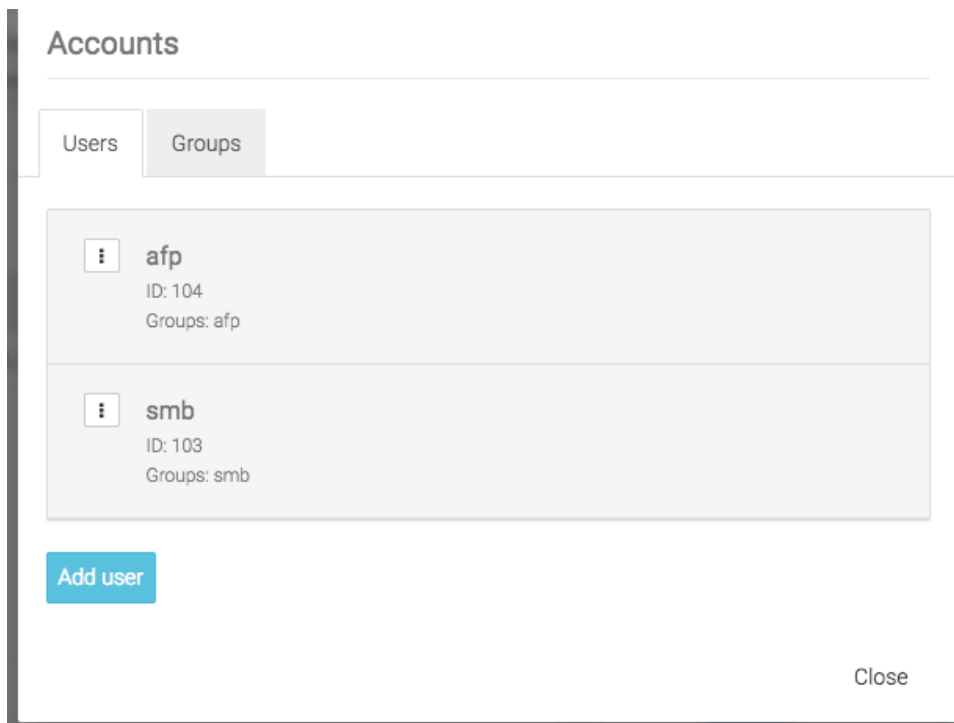 Accounts
Users
Groups
afp
ID: 104
Groups: afp
smb
ID: 103
Groups: smb
Add user
Close